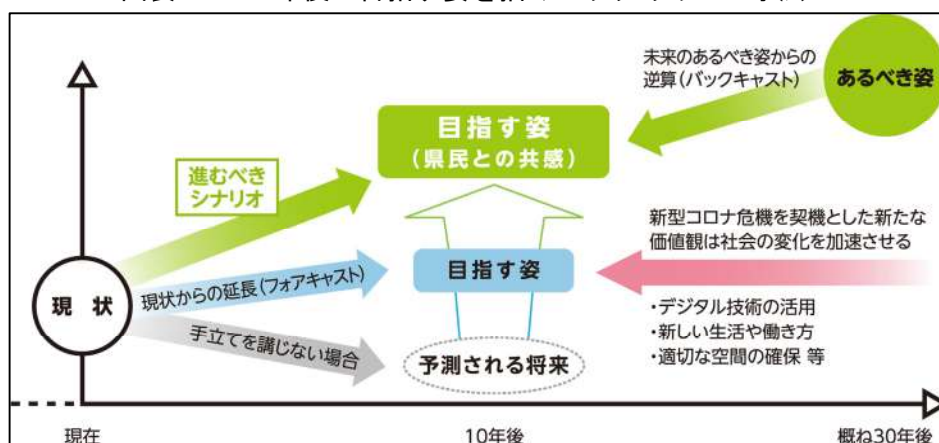 未来のあるべき姿からの
逆算(バックキャスト)
あるべき姿
目指す姿
(県民との共感)
進むべき
シナリオ
新型コロナ危機を契機とした新たな
価値観は社会の変化を加速させる
現 状
現状からの延長(フォアキャスト)
目指す姿
手立てを講じない場合
予測される将来
・デジタル技術の活用
・新しい生活や働き方
・適切な空間の確保 等
現在
10年後
概ね30年後